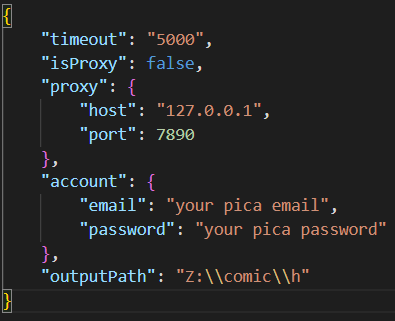 {
    "timeout": "5000",
    "isProxy": false,
    "proxy": {
        "host": "127.0.0.1",
        "port": 7890
    },
    "account": {
        "email": "your pica email",
        "password": "your pica password"
    },
    "outputPath": "Z:\\comic\\h"
}